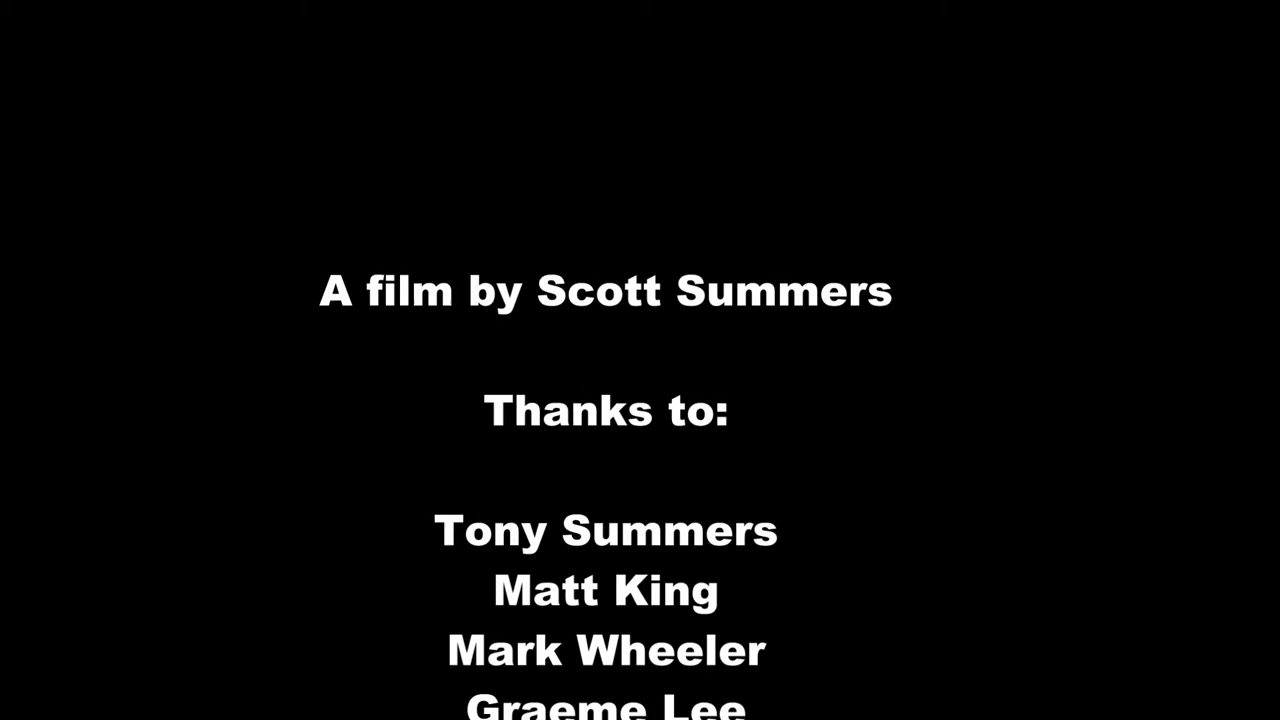 A film by Scott Summers
Thanks to:
Tony Summers
Matt King
Mark Wheeler
Graeme Lee